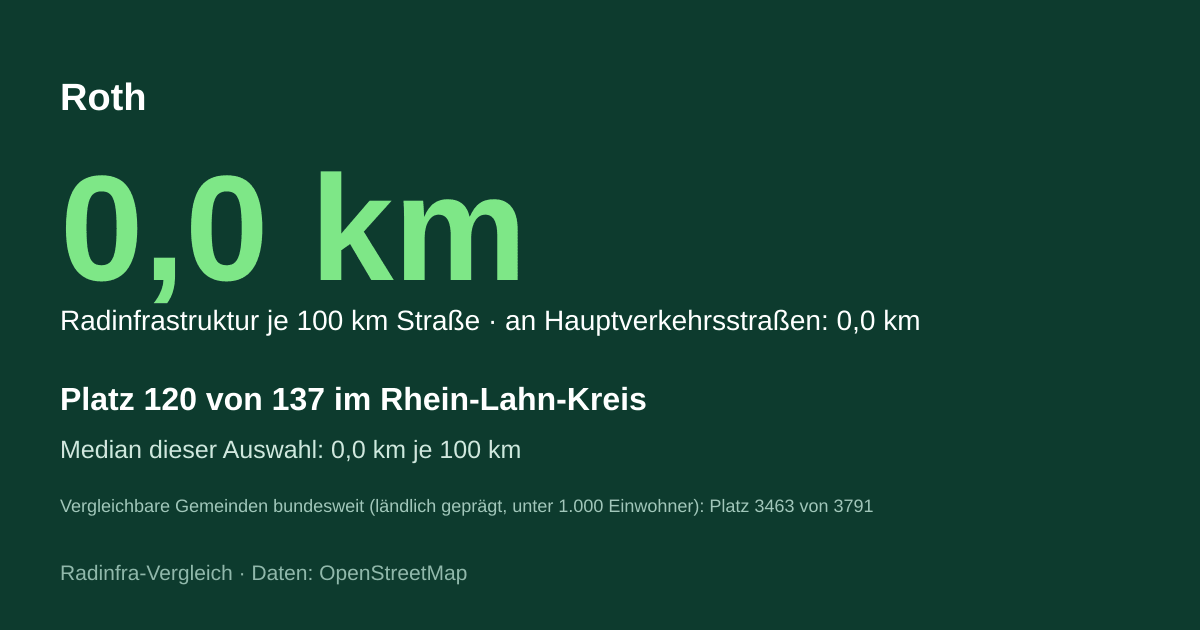 Roth
0,0 km
Radinfrastruktur je 100 km Straße · an Hauptverkehrsstraßen: 0,0 km
Platz 120 von 137 im Rhein-Lahn-Kreis
Median dieser Auswahl: 0,0 km je 100 km
Vergleichbare Gemeinden bundesweit (ländlich geprägt, unter 1.000 Einwohner): Platz 3463 von 3791
Radinfra-Vergleich · Daten: OpenStreetMap